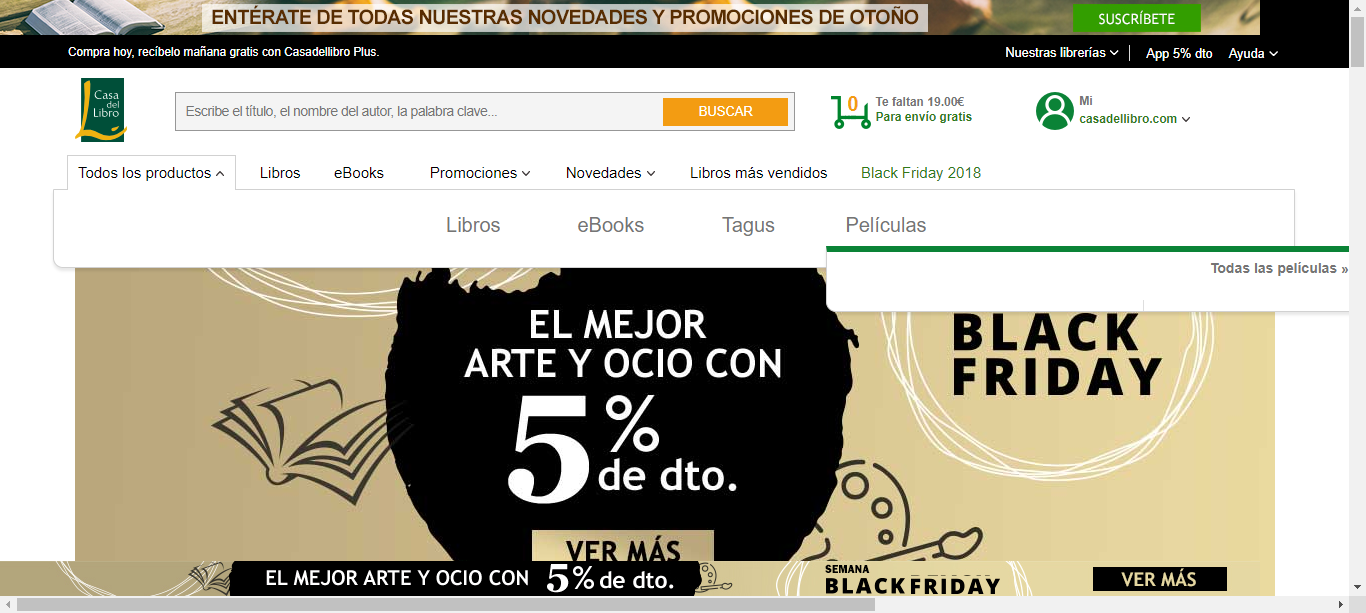 ENTÉRATE DE TODAS NUESTRAS NOVEDADES Y PROMOCIONES DE OTOÑO
SUSCRÍBETE
Compra hoy, recíbelo mañana gratis con Casadellibro Plus.
Nuestras librerías
App 5% dto
Ayuda
Casa
del
Libro
Escribe el título, el nombre del autor, la palabra clave...
BUSCAR
0
Te faltan 19.00€
Para envío gratis
Mi
casadellibro.com
Todos los productos
Libros
eBooks
Promociones
Novedades
Libros más vendidos
Black Friday 2018
Libros
eBooks
Tagus
Películas
Todas las películas »
EL MEJOR
ARTE Y OCIO CON
5%
de dto.
VER MÁS
BLACK
FRIDAY
EL MEJOR ARTE Y OCIO CON 5% de dto.
SEMANA
BLACK FRIDAY
VER MÁS